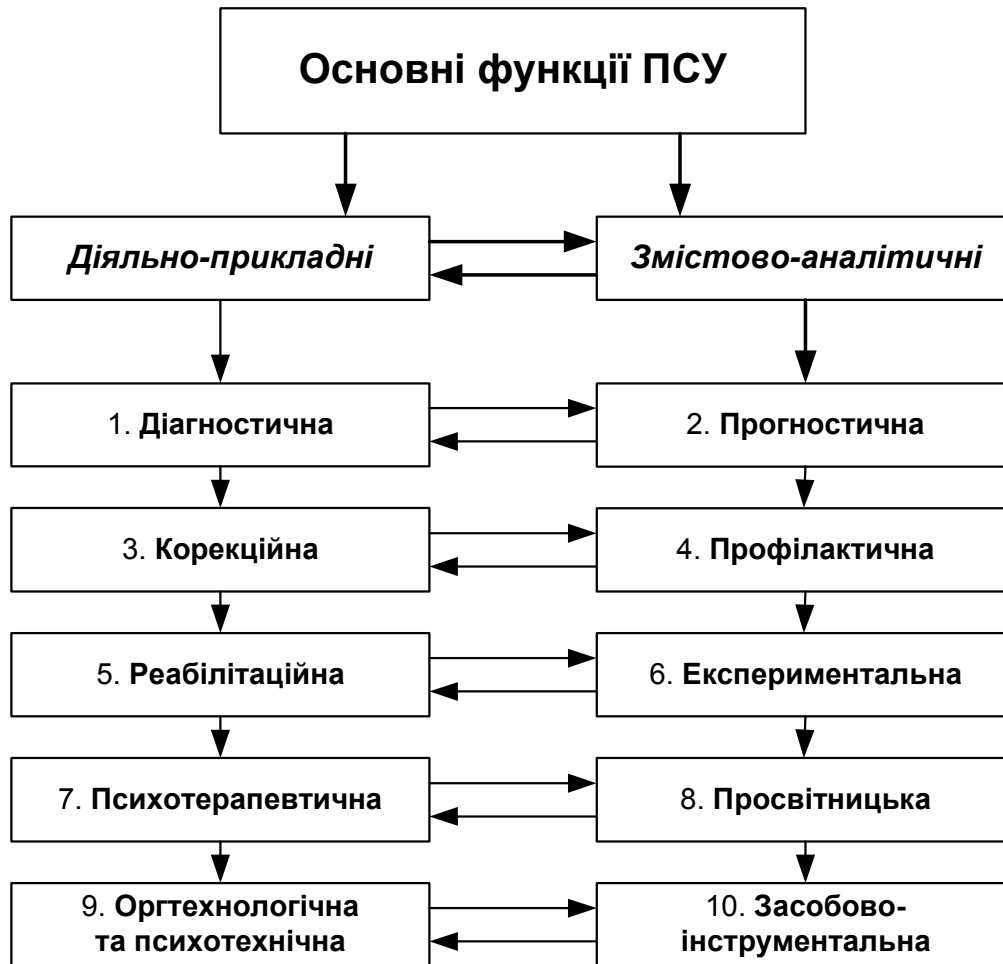 Основні функції ПСУ
Діяльно-прикладні
Змістово-аналітичні
1. Діагностична
2. Прогностична
3. Корекційна
4. Профілактична
5. Реабілітаційна
6. Експериментальна
7. Психотерапевтична
8. Просвітницька
9. Оргтехнологічна
та психотехнічна
10. Засобово-
інструментальна